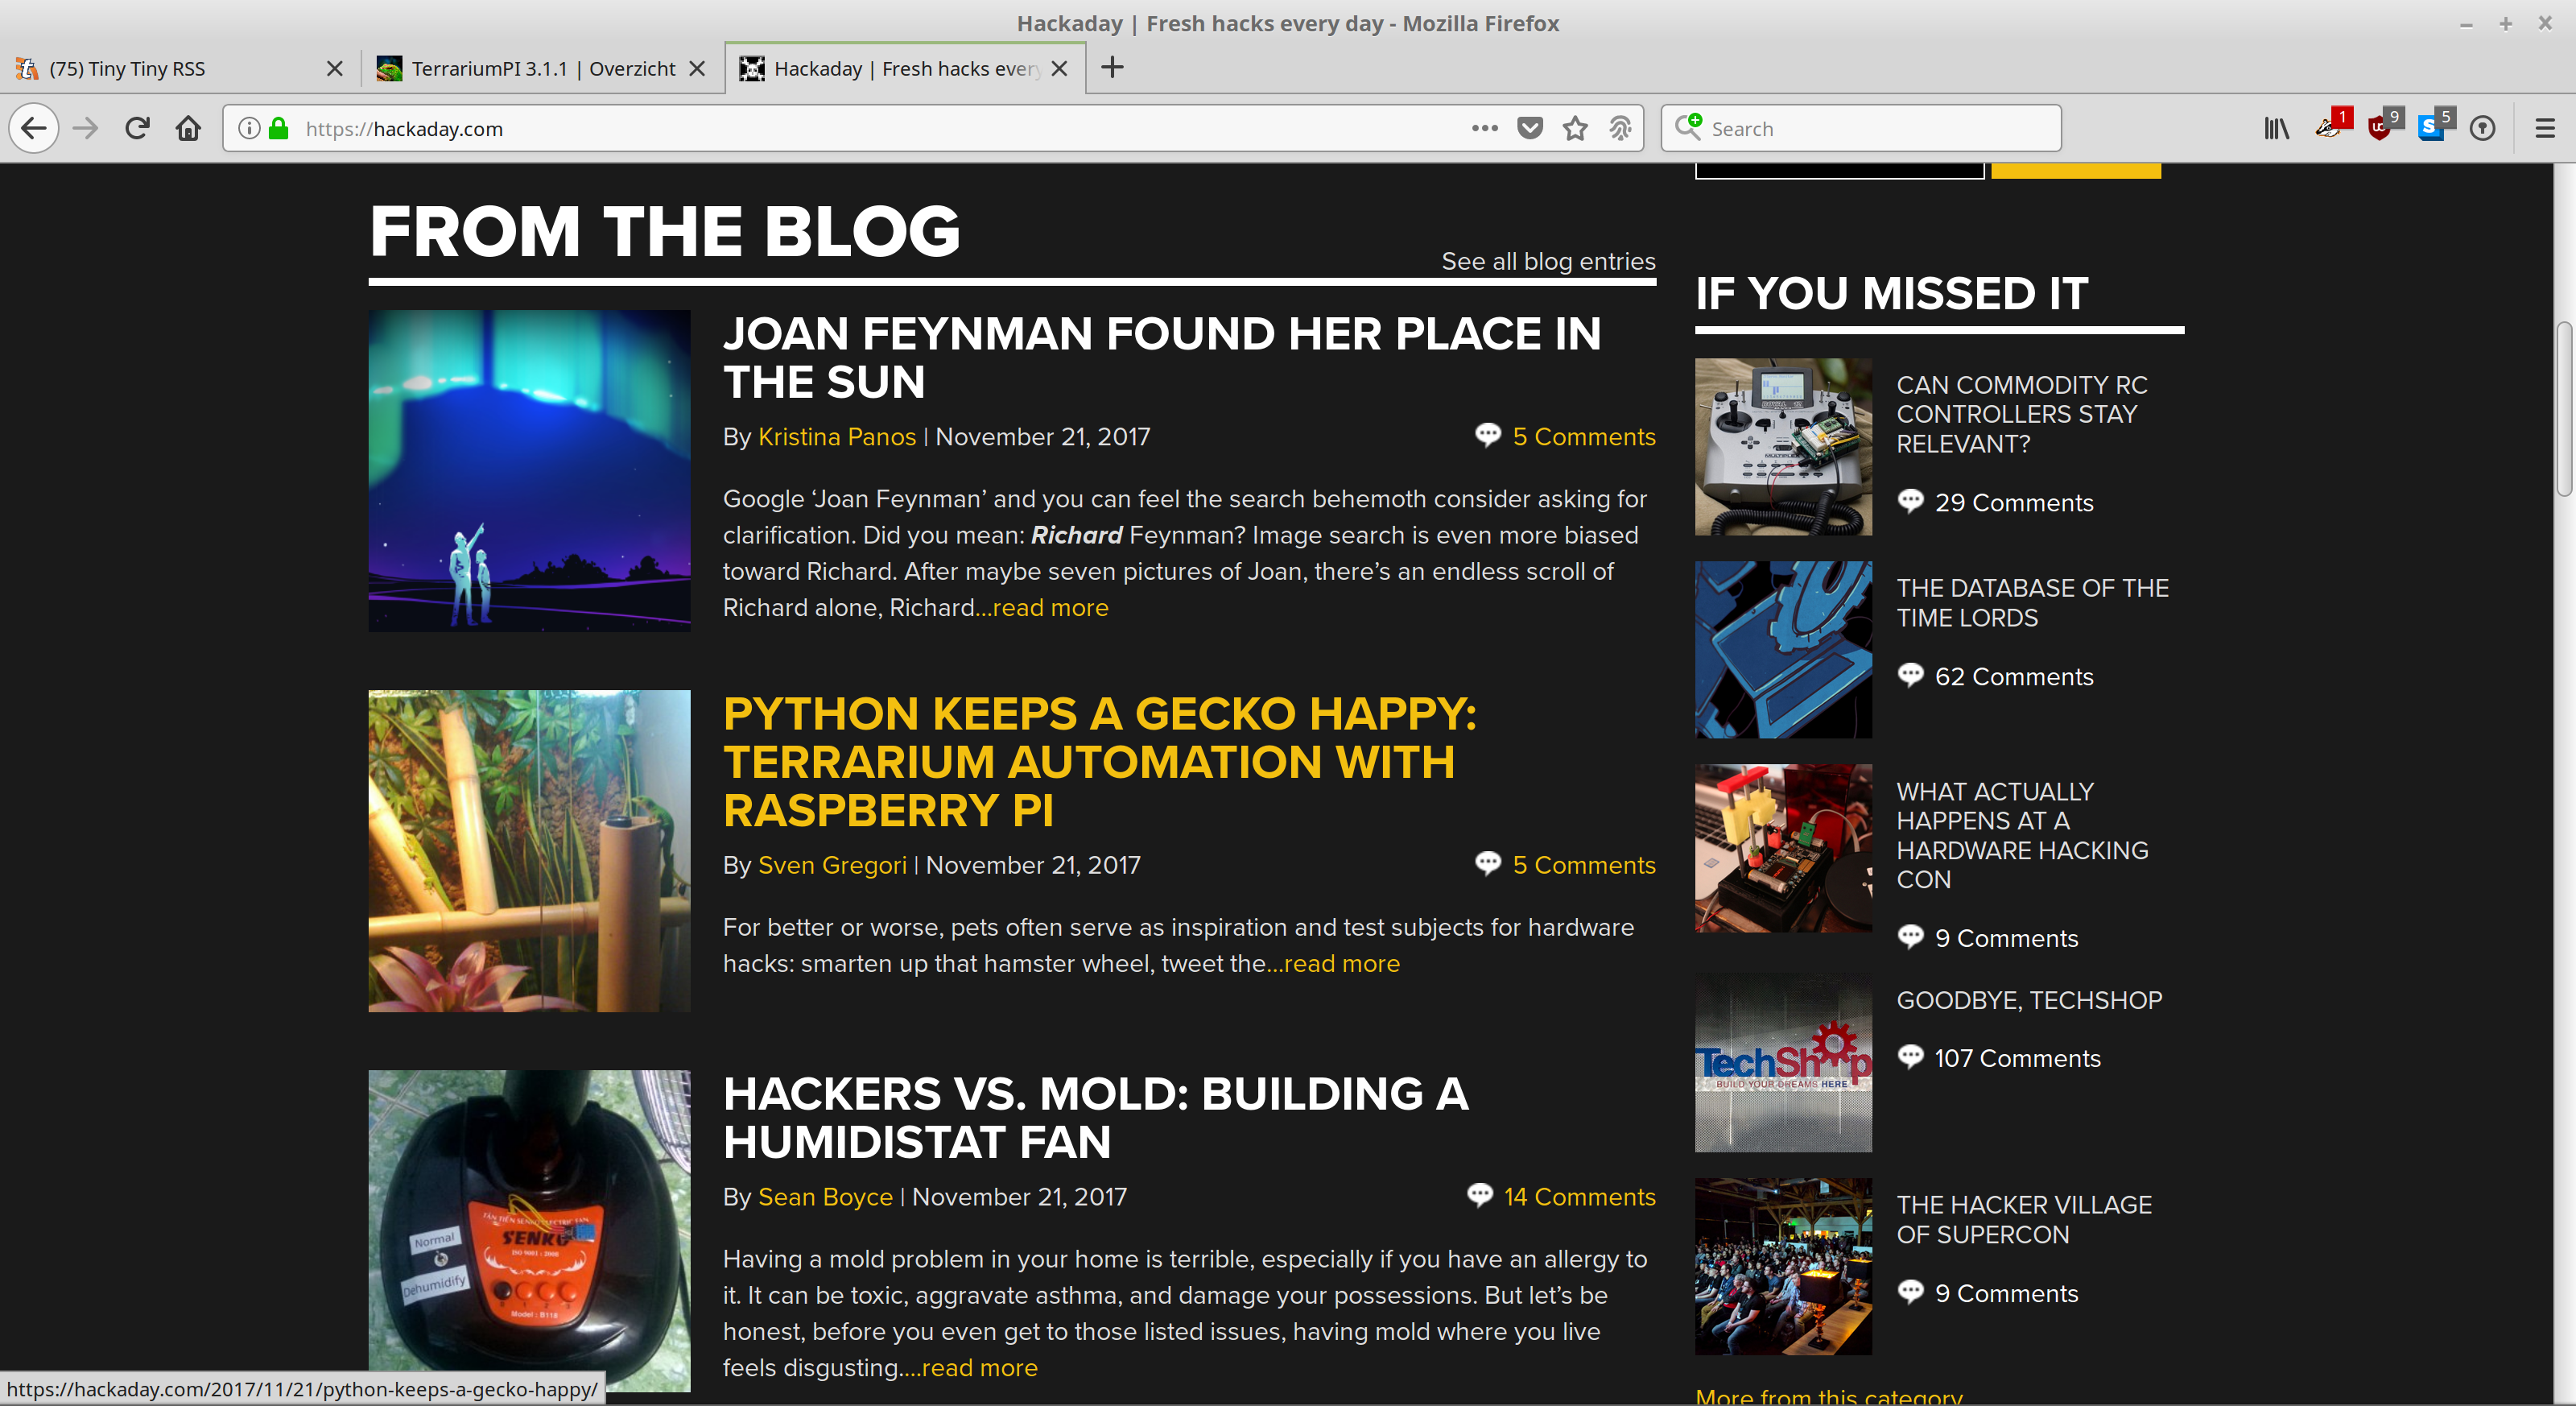 Hackaday | Fresh hacks every day - Mozilla Firefox
(75) Tiny Tiny RSS
TerrariumPI 3.1.1 | Overzicht
Hackaday | Fresh hacks every
https://hackaday.com
Search
1
9
5
FROM THE BLOG
See all blog entries
JOAN FEYNMAN FOUND HER PLACE IN
THE SUN
By Kristina Panos | November 21, 2017
5 Comments
Google ‘Joan Feynman’ and you can feel the search behemoth consider asking for
clarification. Did you mean: Richard Feynman? Image search is even more biased
toward Richard. After maybe seven pictures of Joan, there’s an endless scroll of
Richard alone, Richard…read more
PYTHON KEEPS A GECKO HAPPY:
TERRARIUM AUTOMATION WITH
RASPBERRY PI
By Sven Gregori | November 21, 2017
5 Comments
For better or worse, pets often serve as inspiration and test subjects for hardware
hacks: smarten up that hamster wheel, tweet the…read more
HACKERS VS. MOLD: BUILDING A
HUMIDISTAT FAN
By Sean Boyce | November 21, 2017
14 Comments
Having a mold problem in your home is terrible, especially if you have an allergy to
it. It can be toxic, aggravate asthma, and damage your possessions. But let’s be
honest, before you even get to those listed issues, having mold where you live
feels disgusting.…read more
Normal
Dehumidify
SENKO
ISO 9001 : 2008
Model : B118
https://hackaday.com/2017/11/21/python-keeps-a-gecko-happy/
IF YOU MISSED IT
CAN COMMODITY RC
CONTROLLERS STAY
RELEVANT?
29 Comments
THE DATABASE OF THE
TIME LORDS
62 Comments
WHAT ACTUALLY
HAPPENS AT A
HARDWARE HACKING
CON
9 Comments
TechShop
BUILD YOUR DREAMS HERE
GOODBYE, TECHSHOP
107 Comments
THE HACKER VILLAGE
OF SUPERCON
9 Comments
More from this category